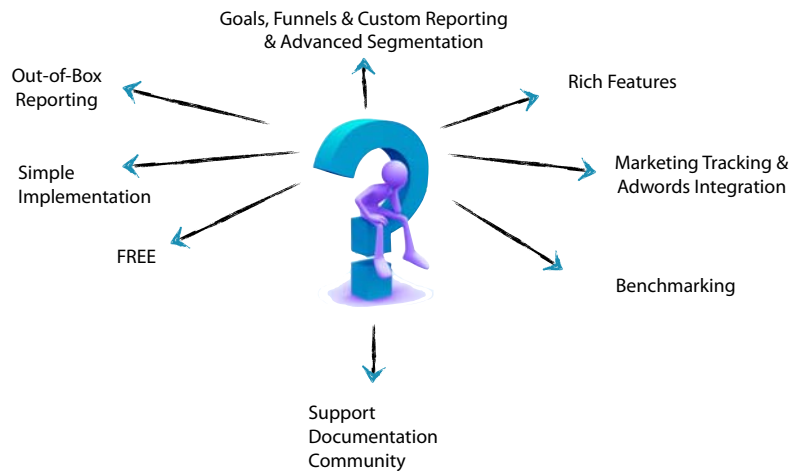 Goals, Funnels & Custom Reporting
& Advanced Segmentation
Out-of-Box
Reporting
Rich Features
Simple
Implementation
Marketing Tracking &
Adwords Integration
FREE
Benchmarking
Support
Documentation
Community